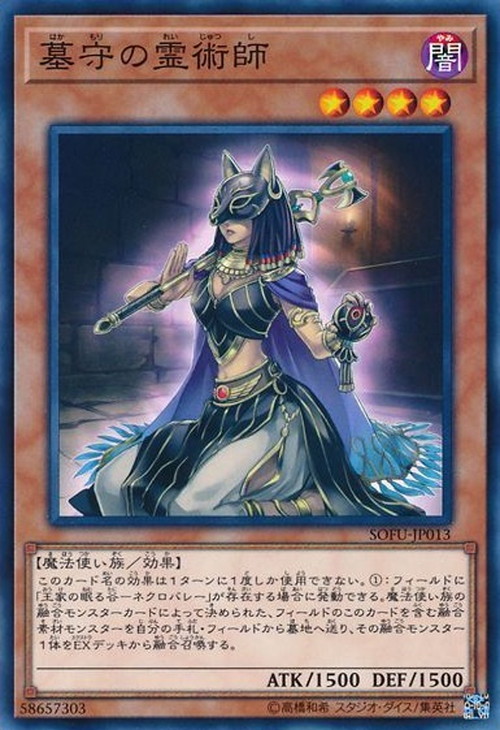 墓守の霊術師
闇
SOFU-JP013
【魔法使い族／効果】
このカード名の効果は１ターンに１度しか使用できない。①：フィールドに
「王家の眠る谷－ネクロバレー」が存在する場合に発動できる。魔法使い族の
融合モンスターカードによって決められた、フィールドのこのカードを含む融合
素材モンスターを自分の手札・フィールドから墓地へ送り、その融合モンスター
１体をEXデッキから融合召喚する。
ATK/1500 DEF/1500
58657303 ©高橋和希 スタジオ・ダイス/集英社